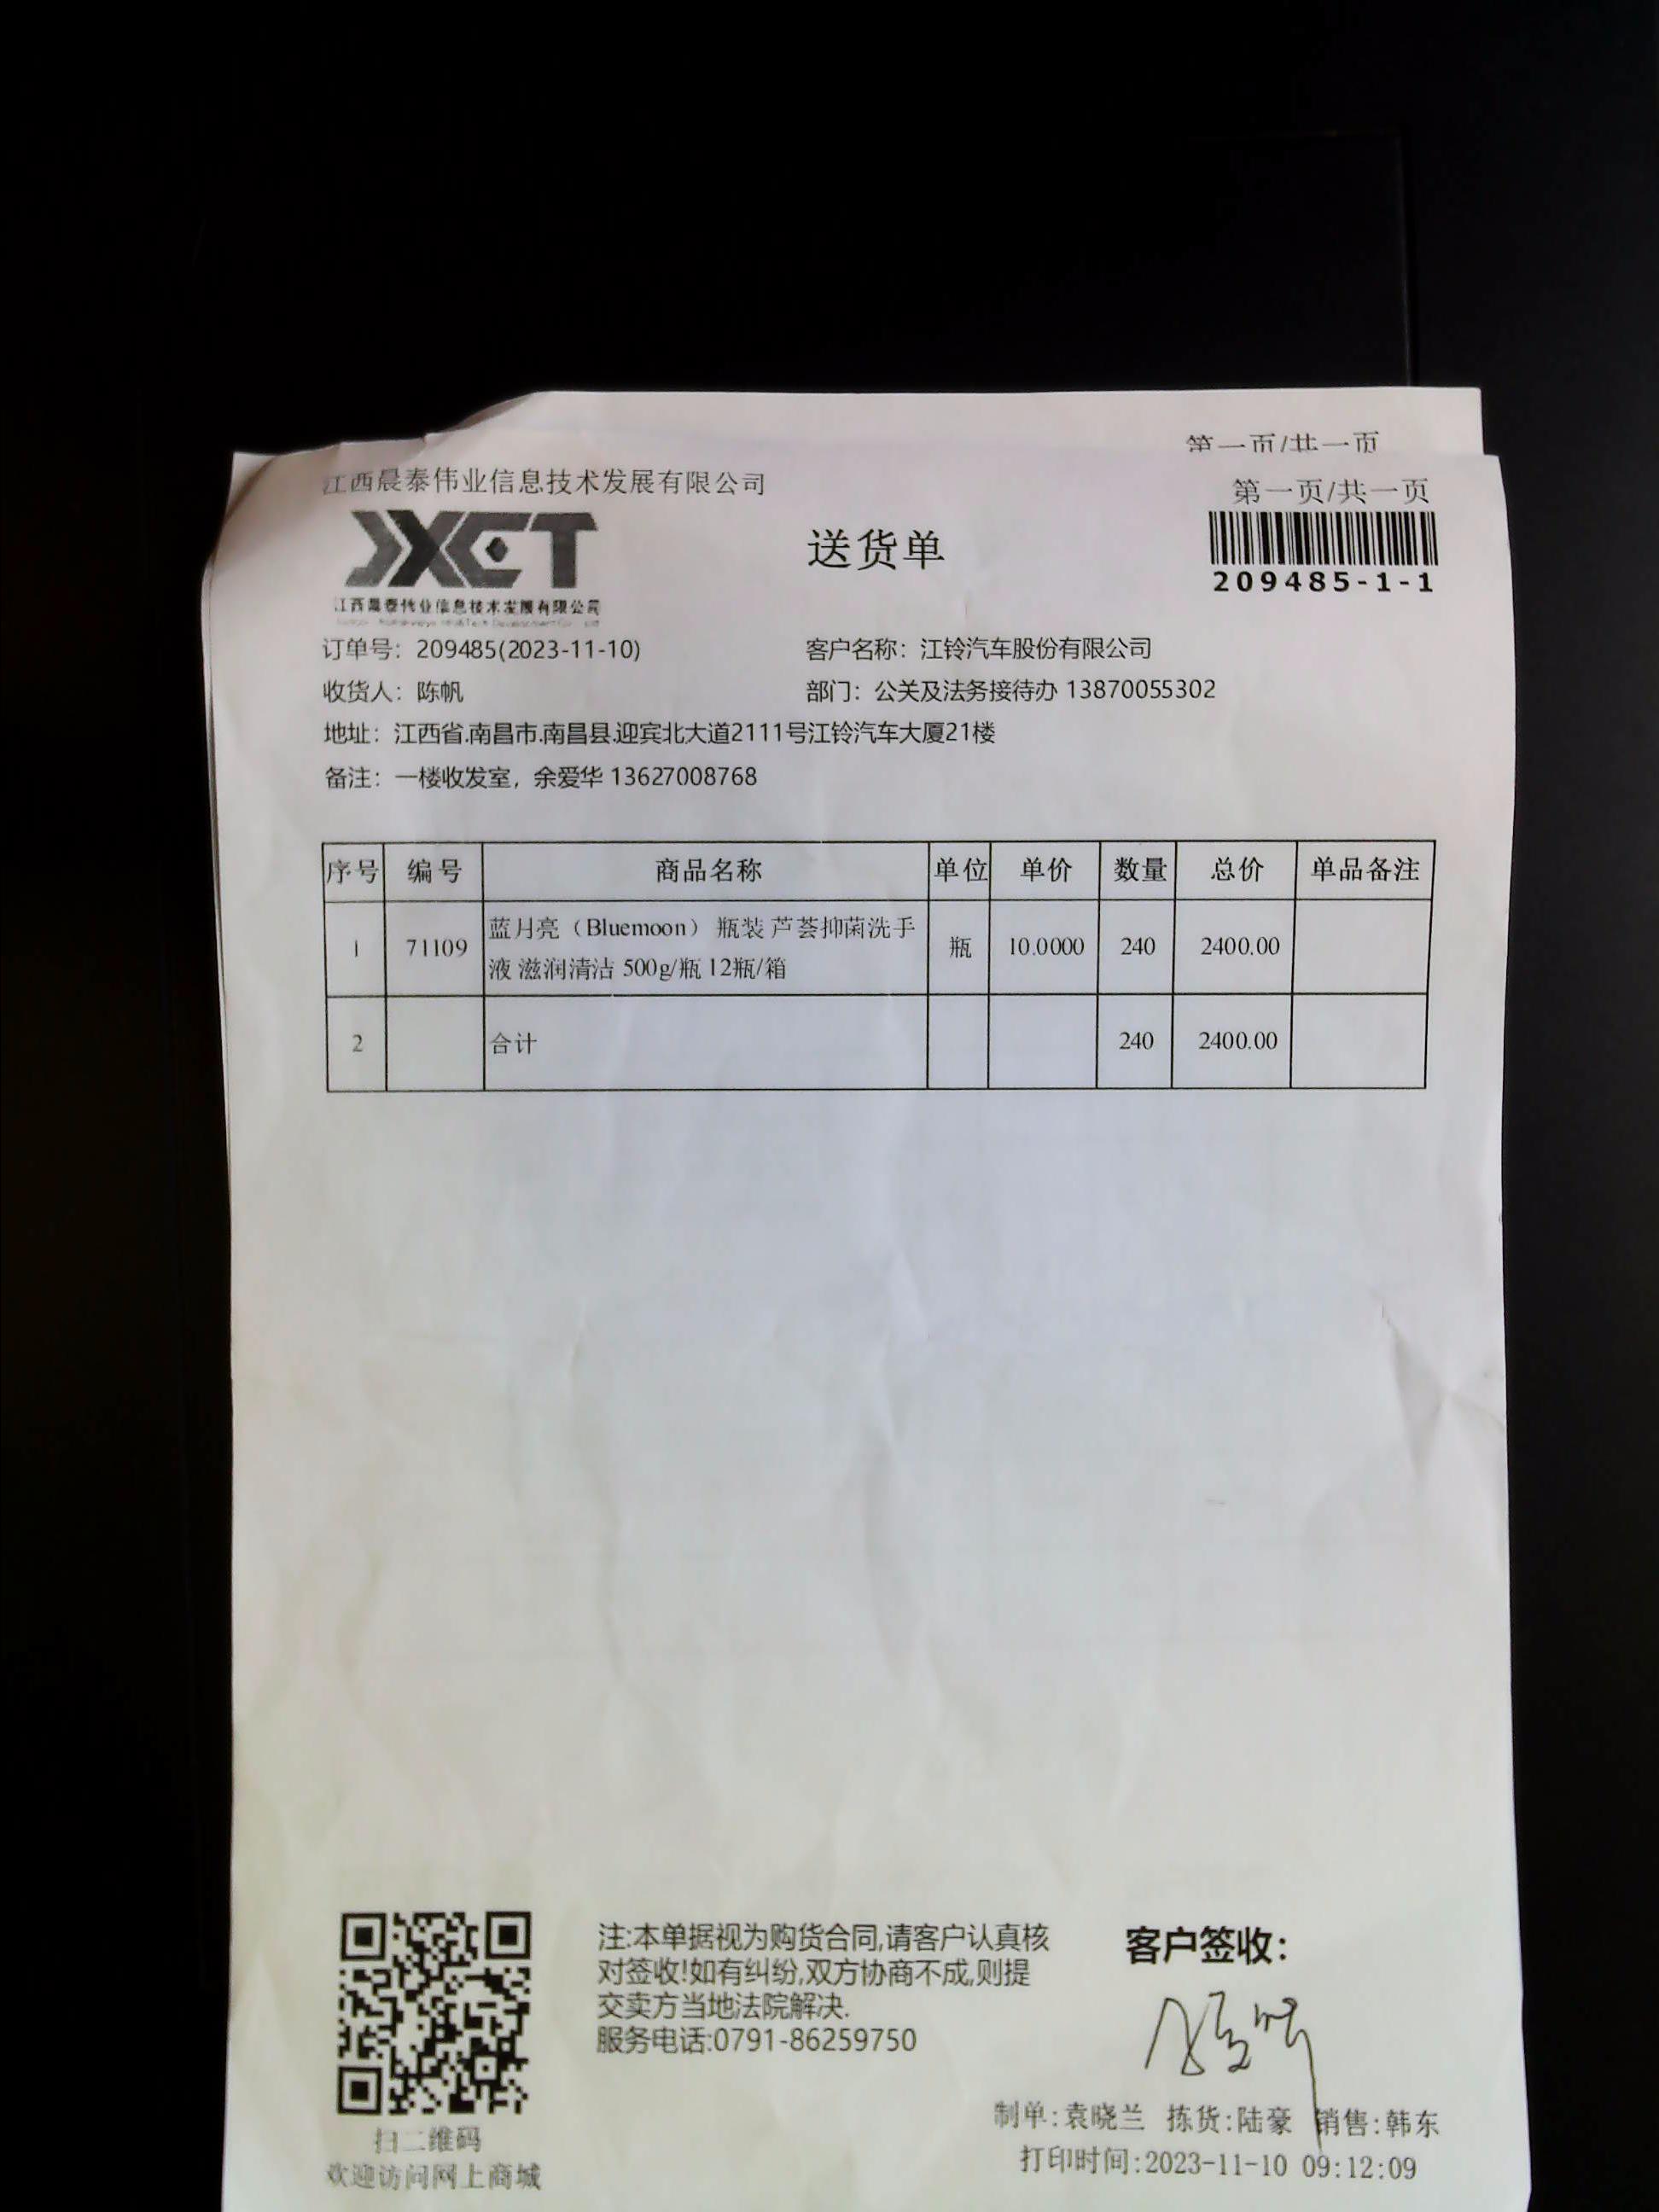 第一页/共一页
江西晨泰伟业信息技术发展有限公司
第一页/共一页
JXCT
江西晨泰伟业信息技术发展有限公司
送货单
209485-1-1
订单号：209485(2023-11-10)
客户名称：江铃汽车股份有限公司
收货人：陈帆
部门：公关及法务接待办 13870055302
地址：江西省.南昌市.南昌县.迎宾北大道2111号江铃汽车大厦21楼
备注：一楼收发室，余爱华 13627008768
序号 编号 商品名称 单位 单价 数量 总价 单品备注
1 71109 蓝月亮（Bluemoon） 瓶装 芦荟抑菌洗手 瓶 10.0000 240 2400.00
液 滋润清洁 500g/瓶 12瓶/箱
2 合计 240 2400.00
注:本单据视为购货合同,请客户认真核
对签收!如有纠纷,双方协商不成,则提
交卖方当地法院解决.
服务电话:0791-86259750
客户签收：
制单:袁晓兰 拣货:陆豪 销售:韩东
打印时间:2023-11-10 09:12:09
扫二维码
欢迎访问网上商城